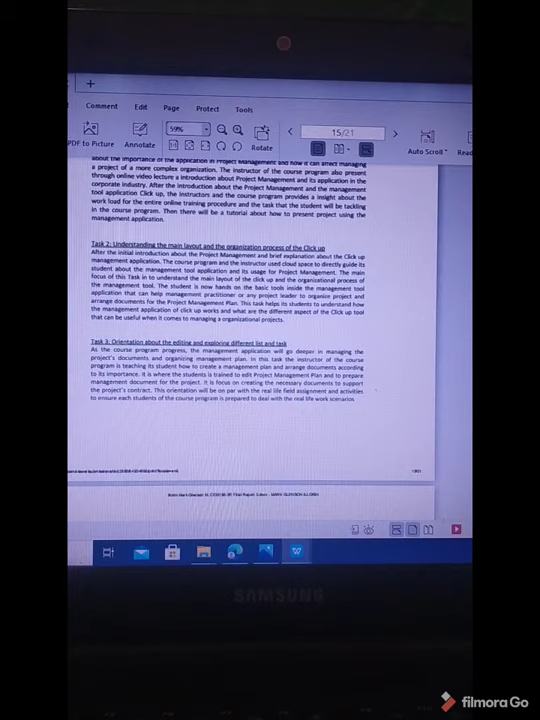 +
Comment Edit Page Protect Tools
59% 15/21
PDF to Picture Annotate Rotate Auto Scroll Read
about the importance of the application in Project Management and how it can affect managing
a project of a more complex organization. The instructor of the course program also present
through online video lecture a introduction about Project Management and its application in the
corporate industry. After the introduction about the Project Management and the management
tool application Click up, the instructors and the course program provides a insight about the
work load for the entire online training procedure and the task that the student will be tackling
in the course program. Then there will be a tutorial about how to present project using the
management application.
Task 2: Understanding the main layout and the organization process of the Click up
After the initial introduction about the Project Management and brief explanation about the Click up
management application. The course program and the instructor used cloud space to directly guide its
student about the management tool application and its usage for Project Management. The main
focus of this Task in to understand the main layout of the click up and the organizational process of
the management tool. The student is now hands on the basic tools inside the management tool
application that can help management practitioner or any project leader to organize project and
arrange documents for the Project Management Plan. This task helps its students to understand how
the management application of click up works and what are the different aspect of the Click up tool
that can be useful when it comes to managing a organizational projects.
Task 3: Orientation about the editing and exploring different list and task
As the course program progress, the management application will go deeper in managing the
project's documents and organizing management plan. In this task the instructor of the course
program is teaching its student how to create a management plan and arrange documents according
to its importance. It is where the students is trained to edit Project Management Plan and to prepare
management document for the project. It is focus on creating the necessary documents to support
the project's contract. This orientation will be on par with the real life field assignment and activities
to ensure each students of the course program is prepared to deal with the real life work scenarios
SAMSUNG
filmora Go